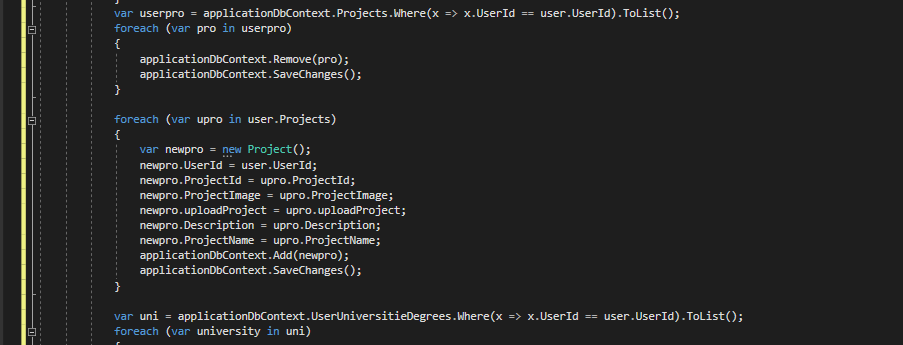 }
var userpro = applicationDbContext.Projects.Where(x => x.UserId == user.UserId).ToList();
foreach (var pro in userpro)
{
applicationDbContext.Remove(pro);
applicationDbContext.SaveChanges();
}
foreach (var upro in user.Projects)
{
var newpro = new Project();
newpro.UserId = user.UserId;
newpro.ProjectId = upro.ProjectId;
newpro.ProjectImage = upro.ProjectImage;
newpro.uploadProject = upro.uploadProject;
newpro.Description = upro.Description;
newpro.ProjectName = upro.ProjectName;
applicationDbContext.Add(newpro);
applicationDbContext.SaveChanges();
}
var uni = applicationDbContext.UserUniversitieDegrees.Where(x => x.UserId == user.UserId).ToList();
foreach (var university in uni)
{